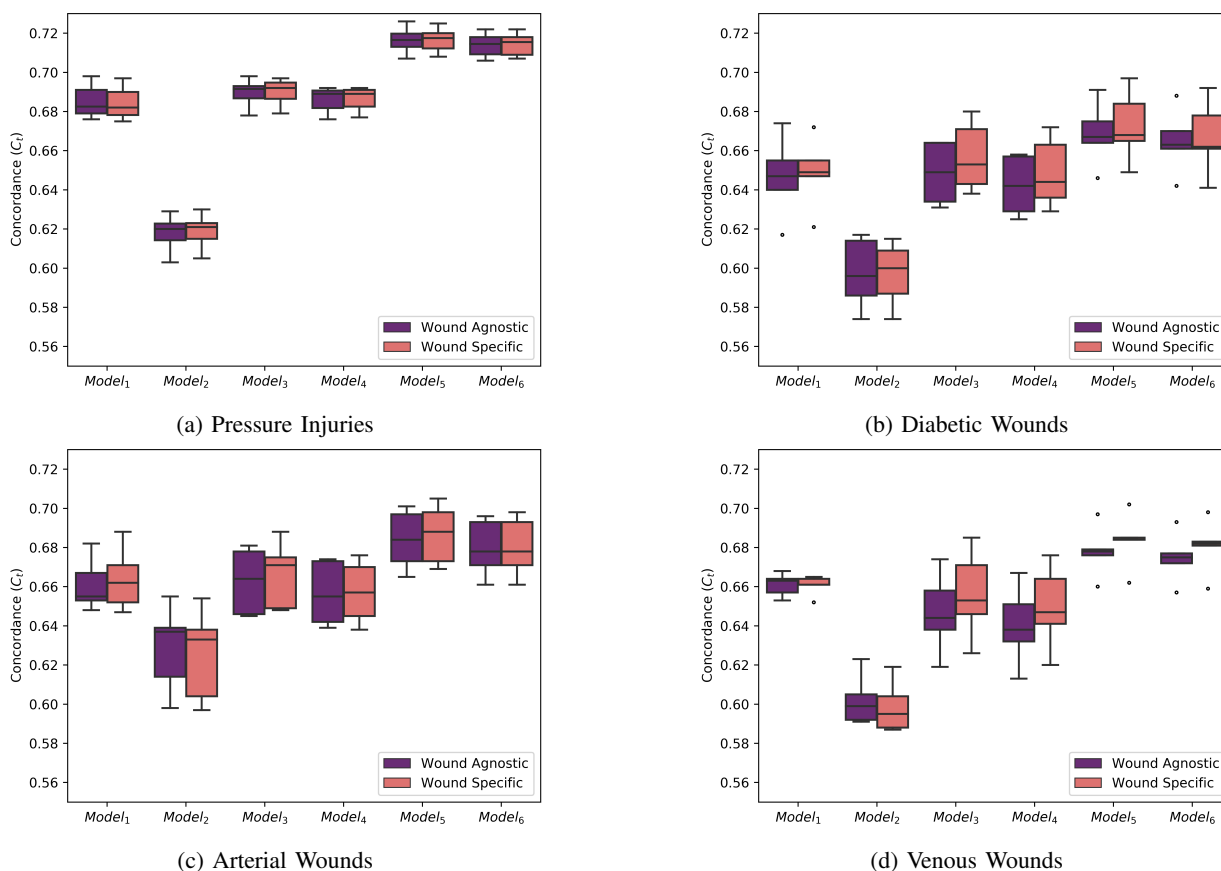 0.72
0.70
0.68
0.66
0.64
0.62
0.60
0.58
0.56
Concordance (Cₜ)
Wound Agnostic
Wound Specific
Model₁ Model₂ Model₃ Model₄ Model₅ Model₆
(a) Pressure Injuries
0.72
0.70
0.68
0.66
0.64
0.62
0.60
0.58
0.56
Concordance (Cₜ)
Wound Agnostic
Wound Specific
Model₁ Model₂ Model₃ Model₄ Model₅ Model₆
(b) Diabetic Wounds
0.72
0.70
0.68
0.66
0.64
0.62
0.60
0.58
0.56
Concordance (Cₜ)
Wound Agnostic
Wound Specific
Model₁ Model₂ Model₃ Model₄ Model₅ Model₆
(c) Arterial Wounds
0.72
0.70
0.68
0.66
0.64
0.62
0.60
0.58
0.56
Concordance (Cₜ)
Wound Agnostic
Wound Specific
Model₁ Model₂ Model₃ Model₄ Model₅ Model₆
(d) Venous Wounds